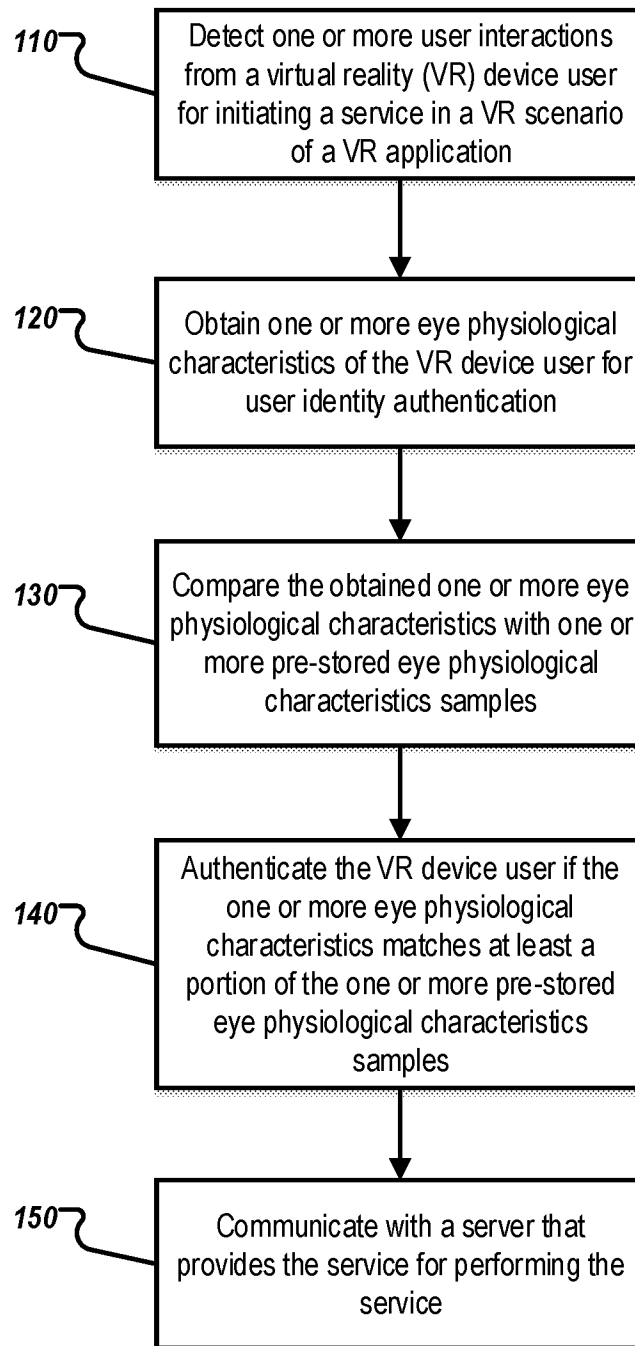 110
Detect one or more user interactions
from a virtual reality (VR) device user
for initiating a service in a VR scenario
of a VR application
120
Obtain one or more eye physiological
characteristics of the VR device user for
user identity authentication
130
Compare the obtained one or more eye
physiological characteristics with one or
more pre-stored eye physiological
characteristics samples
140
Authenticate the VR device user if the
one or more eye physiological
characteristics matches at least a
portion of the one or more pre-stored
eye physiological characteristics
samples
150
Communicate with a server that
provides the service for performing the
service